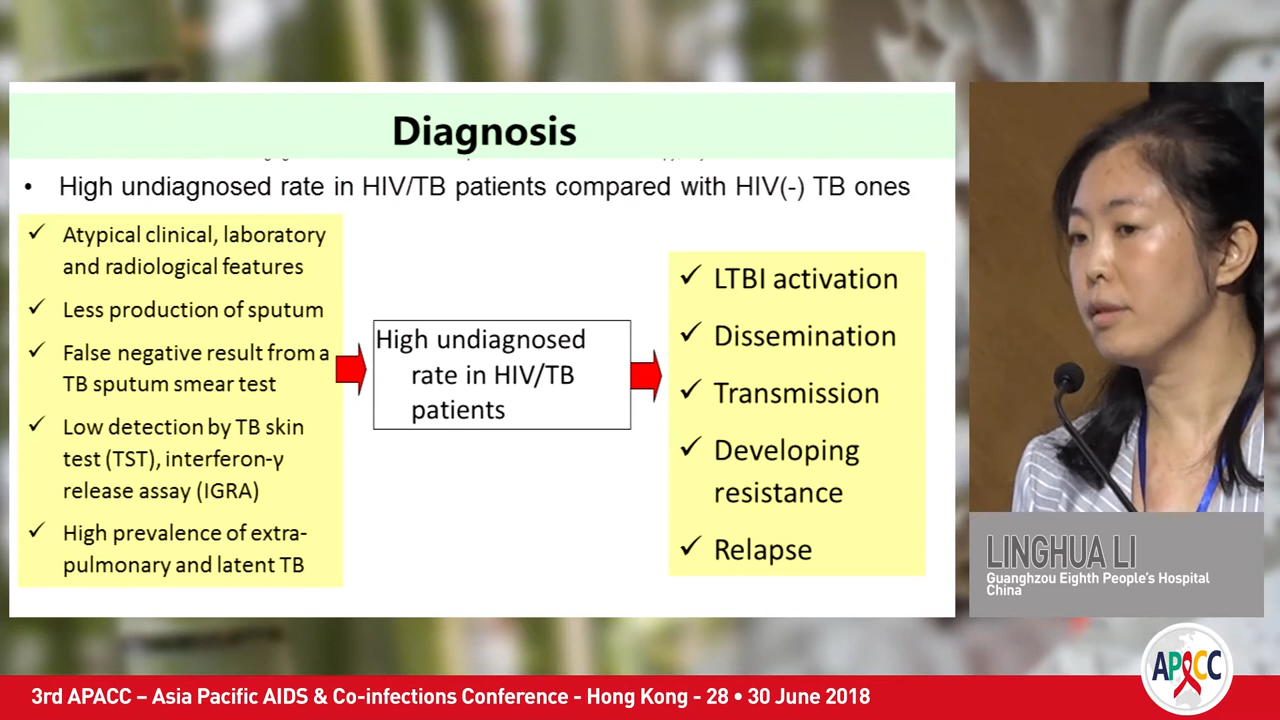 Diagnosis
• High undiagnosed rate in HIV/TB patients compared with HIV(-) TB ones
✓ Atypical clinical, laboratory
and radiological features
✓ Less production of sputum
✓ False negative result from a
TB sputum smear test
✓ Low detection by TB skin
test (TST), interferon-γ
release assay (IGRA)
✓ High prevalence of extra-
pulmonary and latent TB
High undiagnosed
rate in HIV/TB
patients
✓ LTBI activation
✓ Dissemination
✓ Transmission
✓ Developing
resistance
✓ Relapse
LINGHUA LI
Guanghzou Eighth People's Hospital
China
3rd APACC – Asia Pacific AIDS & Co-infections Conference - Hong Kong - 28 • 30 June 2018
APACC